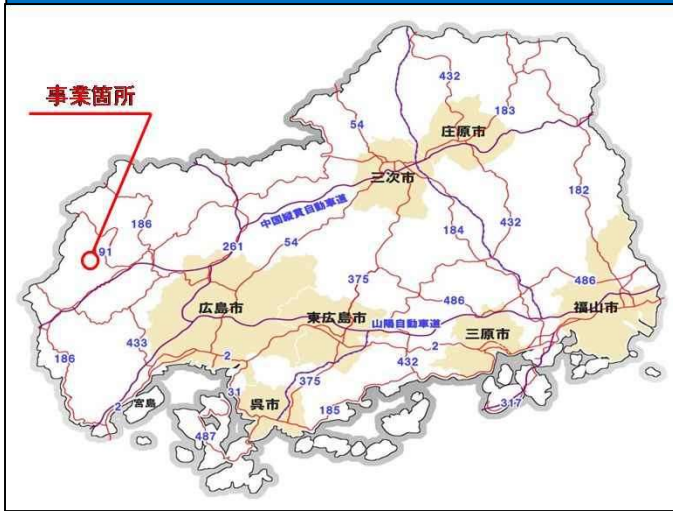 事業箇所
432
183
54
庄原市
三次市
182
186
中国縦貫自動車道
91
261
54
184
432
375
486
486
広島市
東広島市
山陽自動車道
福山市
三原市
433
2
2
186
432
31
375
2
宮島
呉市
185
317
487